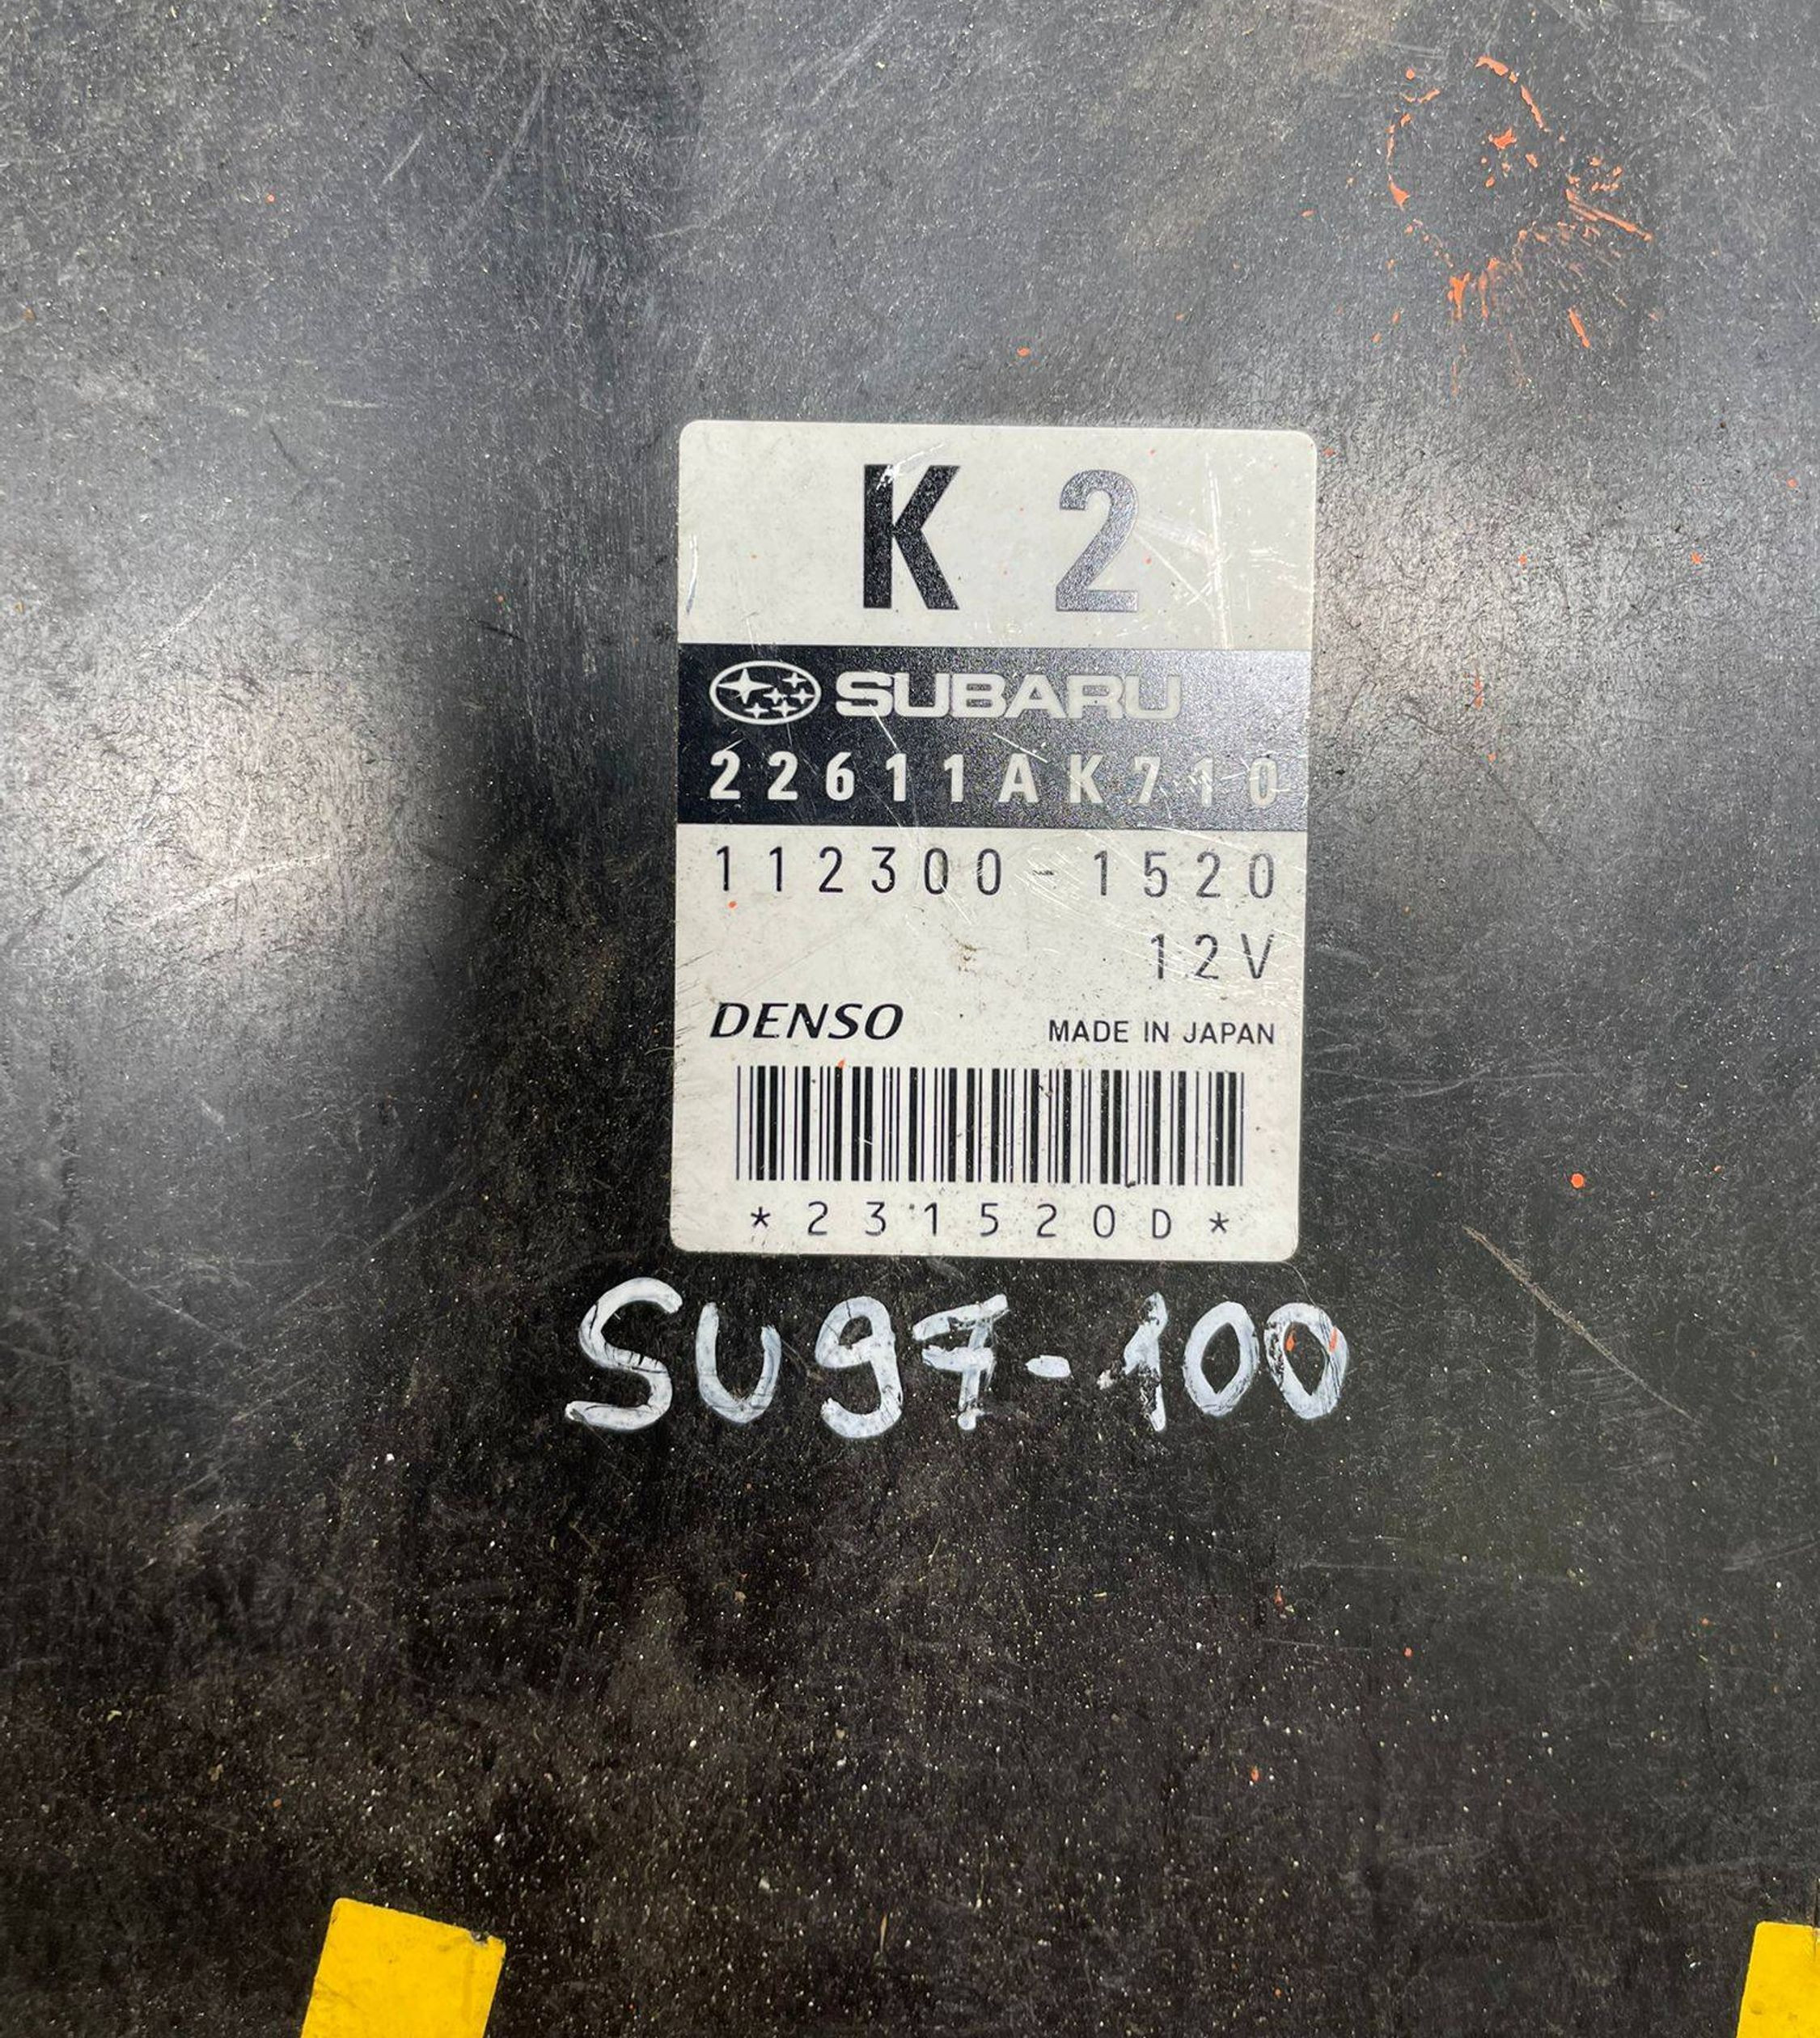 K 2
SUBARU
22611AK710
112300-1520
12V
DENSO MADE IN JAPAN
*231520D*
SU97-100